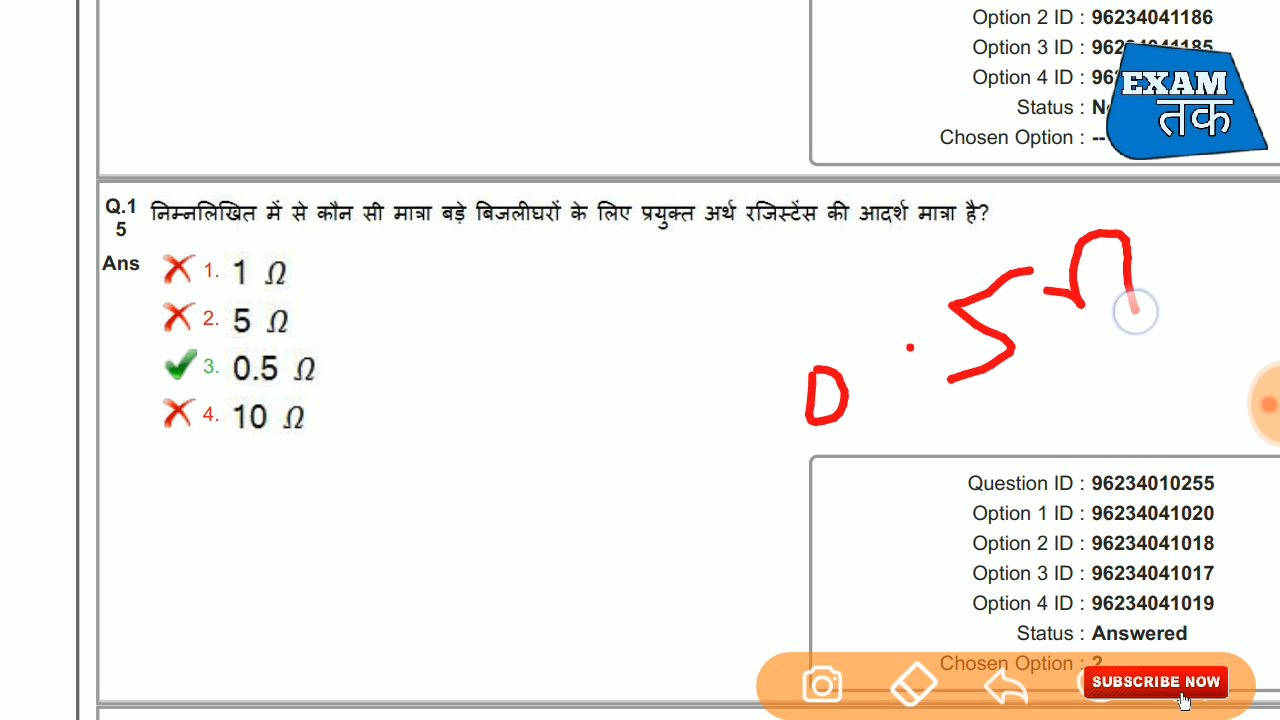 Option 2 ID : 96234041186
Option 3 ID : 96234041185
Option 4 ID : 96
Status : N
Chosen Option : --
EXAM
तक
Q.15 निम्नलिखित में से कौन सी मात्रा बड़े बिजलीघरों के लिए प्रयुक्त अर्थ रजिस्टेंस की आदर्श मात्रा है?
Ans 1. 1 Ω
2. 5 Ω
3. 0.5 Ω
4. 10 Ω
0.5 Ω
Question ID : 96234010255
Option 1 ID : 96234041020
Option 2 ID : 96234041018
Option 3 ID : 96234041017
Option 4 ID : 96234041019
Status : Answered
Chosen Option : 2
SUBSCRIBE NOW